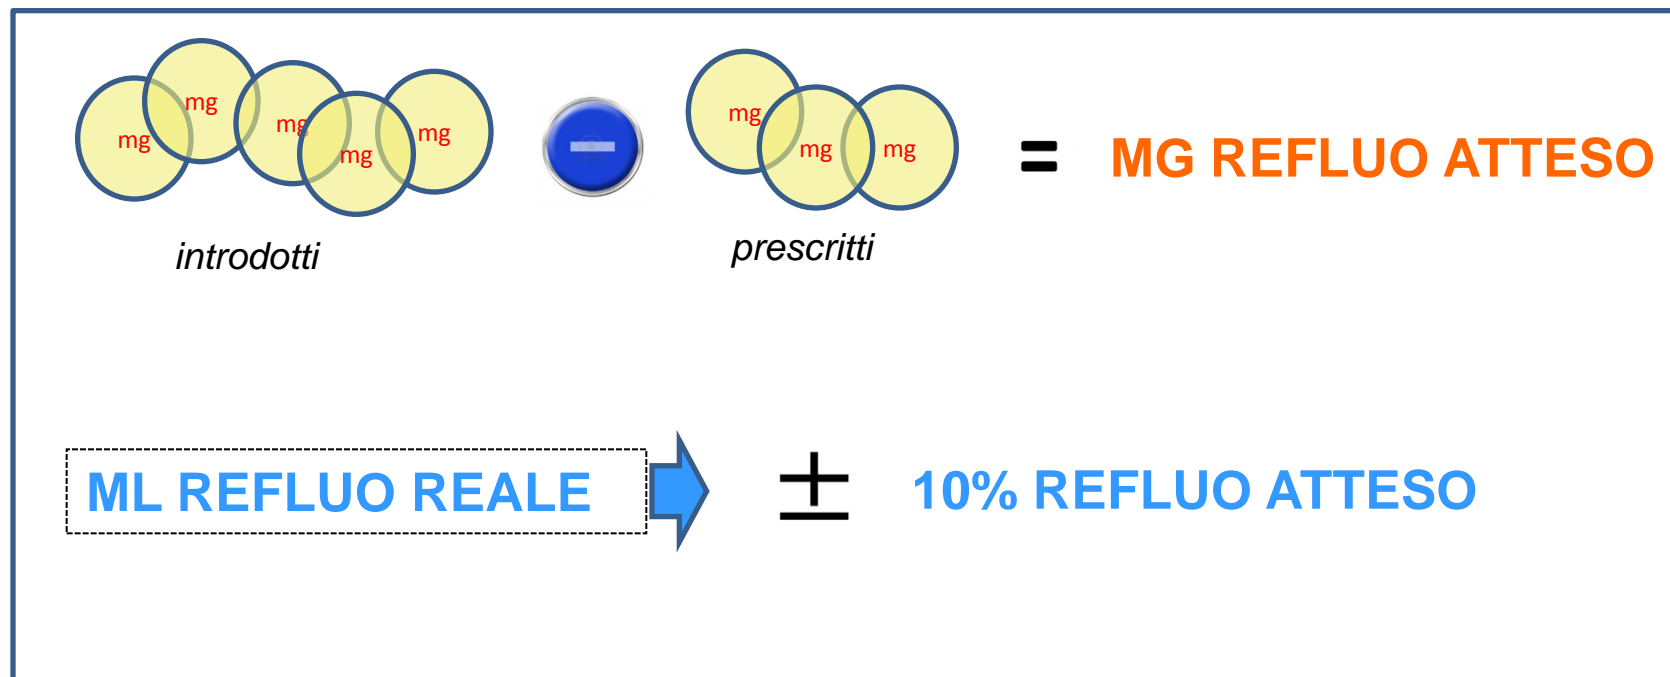 mg mg mg mg mg
mg mg mg
= MG REFLUO ATTESO
introdotti
prescritti
ML REFLUO REALE
± 10% REFLUO ATTESO